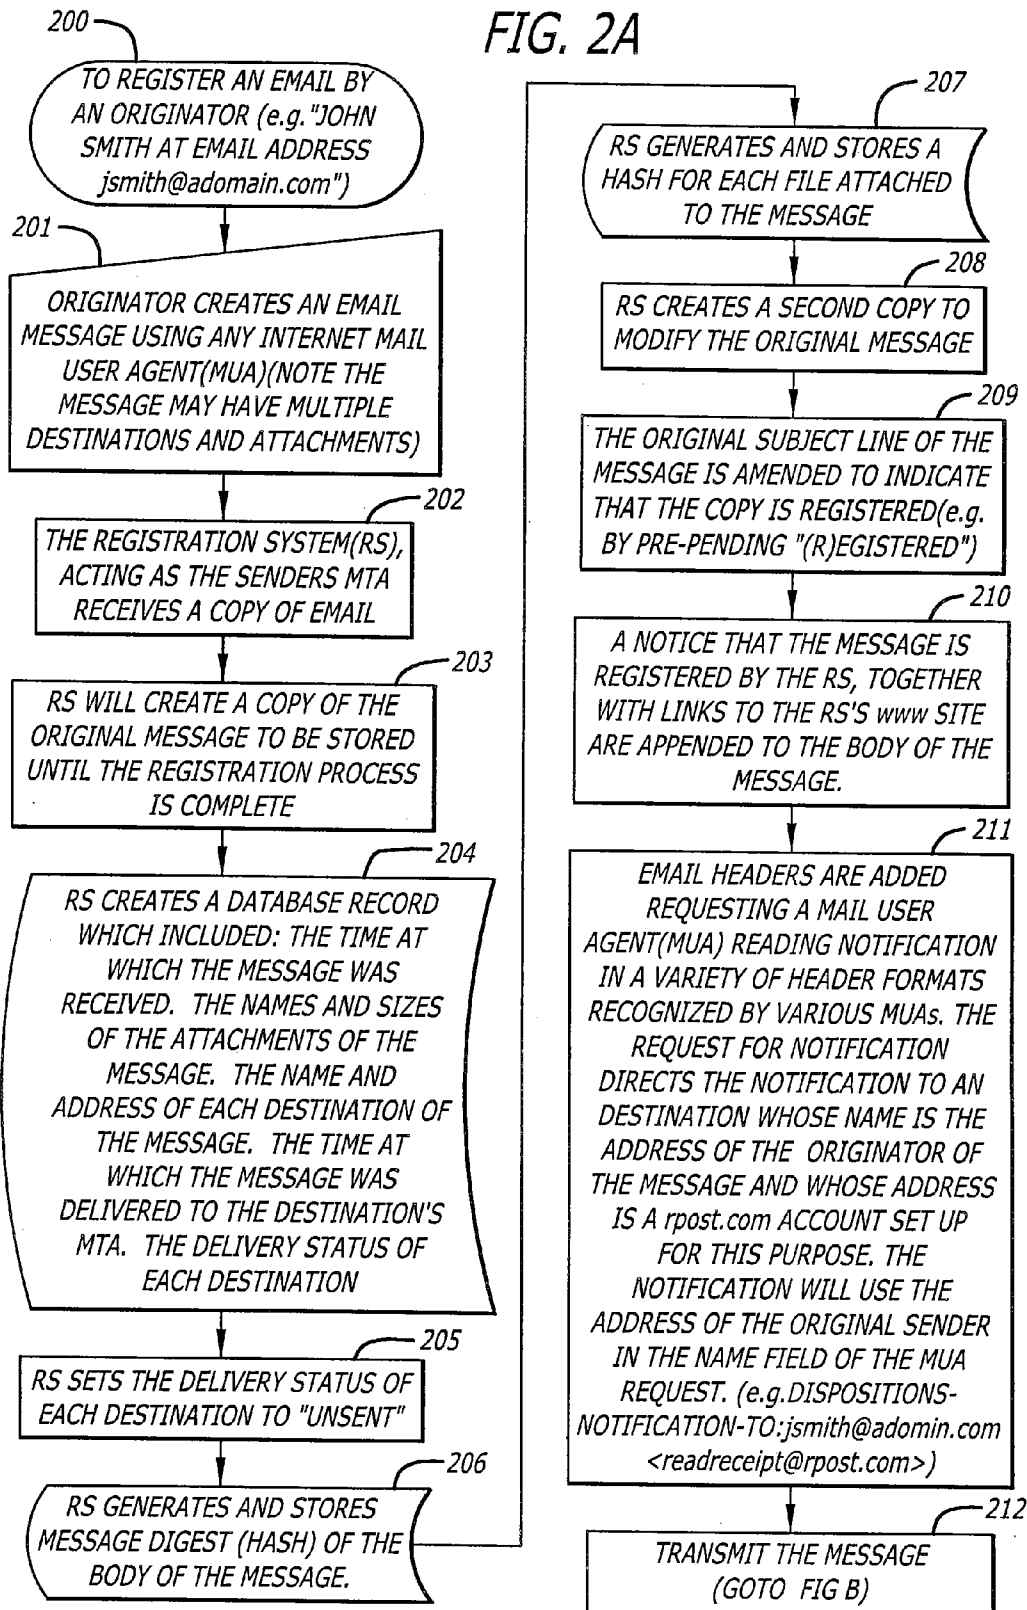 FIG. 2A
200
TO REGISTER AN EMAIL BY
AN ORIGINATOR (e.g."JOHN
SMITH AT EMAIL ADDRESS
jsmith@adomain.com")
201
ORIGINATOR CREATES AN EMAIL
MESSAGE USING ANY INTERNET MAIL
USER AGENT(MUA)(NOTE THE
MESSAGE MAY HAVE MULTIPLE
DESTINATIONS AND ATTACHMENTS)
202
THE REGISTRATION SYSTEM(RS),
ACTING AS THE SENDERS MTA
RECEIVES A COPY OF EMAIL
203
RS WILL CREATE A COPY OF THE
ORIGINAL MESSAGE TO BE STORED
UNTIL THE REGISTRATION PROCESS
IS COMPLETE
204
RS CREATES A DATABASE RECORD
WHICH INCLUDED: THE TIME AT
WHICH THE MESSAGE WAS
RECEIVED. THE NAMES AND SIZES
OF THE ATTACHMENTS OF THE
MESSAGE. THE NAME AND
ADDRESS OF EACH DESTINATION OF
THE MESSAGE. THE TIME AT
WHICH THE MESSAGE WAS
DELIVERED TO THE DESTINATION'S
MTA. THE DELIVERY STATUS OF
EACH DESTINATION
205
RS SETS THE DELIVERY STATUS OF
EACH DESTINATION TO "UNSENT"
206
RS GENERATES AND STORES
MESSAGE DIGEST (HASH) OF THE
BODY OF THE MESSAGE.
207
RS GENERATES AND STORES A
HASH FOR EACH FILE ATTACHED
TO THE MESSAGE
208
RS CREATES A SECOND COPY TO
MODIFY THE ORIGINAL MESSAGE
209
THE ORIGINAL SUBJECT LINE OF THE
MESSAGE IS AMENDED TO INDICATE
THAT THE COPY IS REGISTERED(e.g.
BY PRE-PENDING "(R)EGISTERED")
210
A NOTICE THAT THE MESSAGE IS
REGISTERED BY THE RS, TOGETHER
WITH LINKS TO THE RS'S www SITE
ARE APPENDED TO THE BODY OF THE
MESSAGE.
211
EMAIL HEADERS ARE ADDED
REQUESTING A MAIL USER
AGENT(MUA) READING NOTIFICATION
IN A VARIETY OF HEADER FORMATS
RECOGNIZED BY VARIOUS MUAs. THE
REQUEST FOR NOTIFICATION
DIRECTS THE NOTIFICATION TO AN
DESTINATION WHOSE NAME IS THE
ADDRESS OF THE ORIGINATOR OF
THE MESSAGE AND WHOSE ADDRESS
IS A rpost.com ACCOUNT SET UP
FOR THIS PURPOSE. THE
NOTIFICATION WILL USE THE
ADDRESS OF THE ORIGINAL SENDER
IN THE NAME FIELD OF THE MUA
REQUEST. (e.g.DISPOSITIONS-
NOTIFICATION-TO:jsmith@adomin.com
<readreceipt@rpost.com>)
212
TRANSMIT THE MESSAGE
(GOTO FIG B)